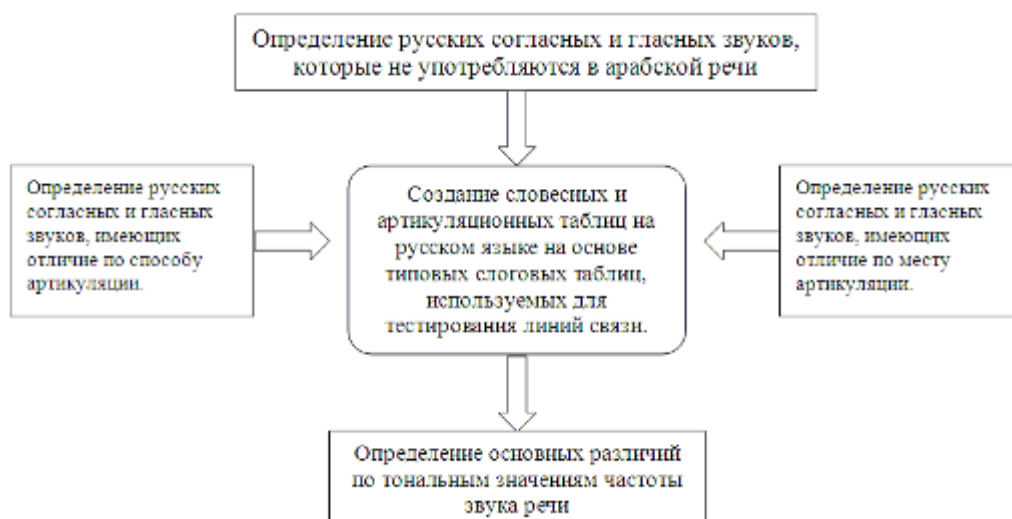 Определение русских согласных и гласных звуков,
которые не употребляются в арабской речи
Определение русских
согласных и гласных
звуков, имеющих
отличие по способу
артикуляции.
Создание словесных и
артикуляционных таблиц на
русском языке на основе
типовых слоговых таблиц,
используемых для
тестирования линий связи.
Определение русских
согласных и гласных
звуков, имеющих
отличие по месту
артикуляции.
Определение основных различий
по тональным значениям частоты
звука речи